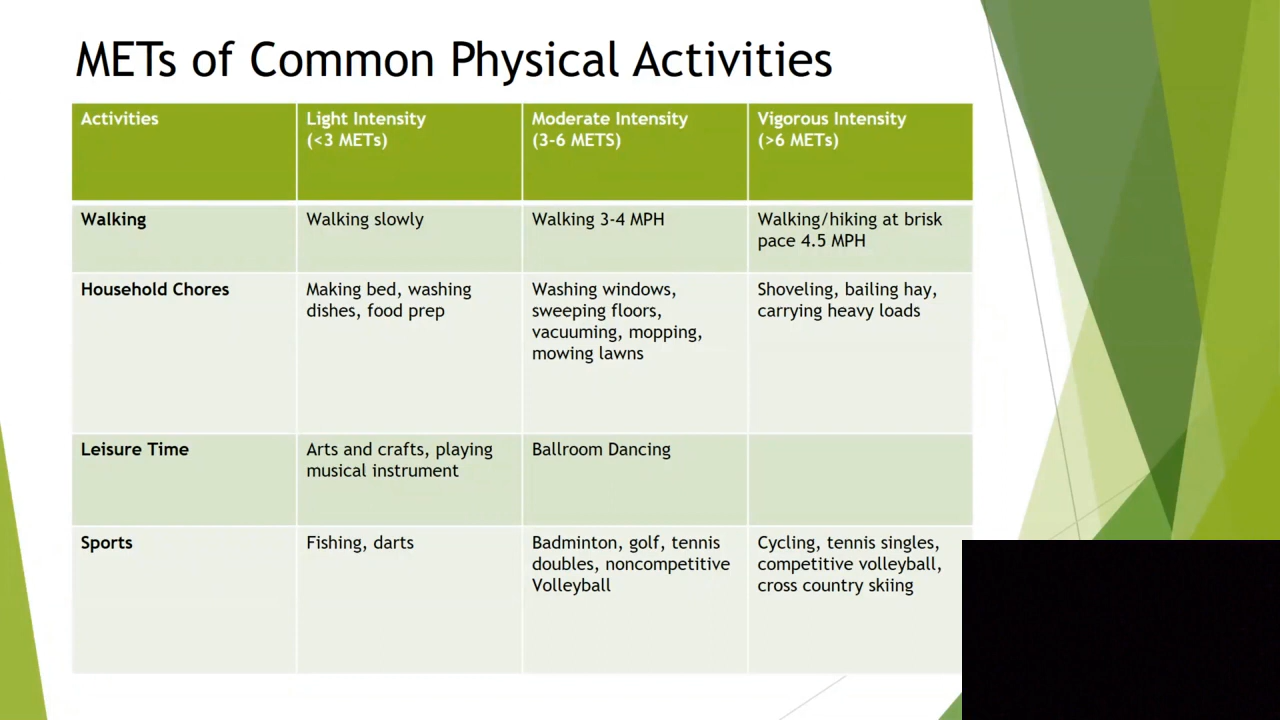 METs of Common Physical Activities
Activities
Light Intensity
(<3 METs)
Moderate Intensity
(3-6 METS)
Vigorous Intensity
(>6 METs)
Walking
Walking slowly
Walking 3-4 MPH
Walking/hiking at brisk
pace 4.5 MPH
Household Chores
Making bed, washing
dishes, food prep
Washing windows,
sweeping floors,
vacuuming, mopping,
mowing lawns
Shoveling, bailing hay,
carrying heavy loads
Leisure Time
Arts and crafts, playing
musical instrument
Ballroom Dancing
Sports
Fishing, darts
Badminton, golf, tennis
doubles, noncompetitive
Volleyball
Cycling, tennis singles,
competitive volleyball,
cross country skiing